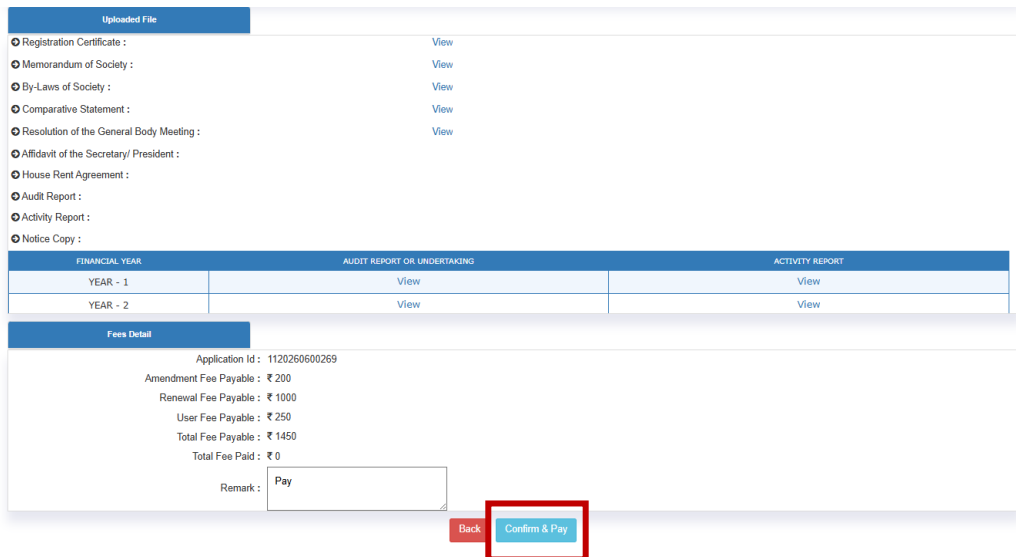 Uploaded File
Registration Certificate : View
Memorandum of Society : View
By-Laws of Society : View
Comparative Statement : View
Resolution of the General Body Meeting : View
Affidavit of the Secretary/ President :
House Rent Agreement :
Audit Report :
Activity Report :
Notice Copy :
FINANCIAL YEAR AUDIT REPORT OR UNDERTAKING ACTIVITY REPORT
YEAR - 1 View View
YEAR - 2 View View
Fees Detail
Application Id : 1120260600269
Amendment Fee Payable : ₹ 200
Renewal Fee Payable : ₹ 1000
User Fee Payable : ₹ 250
Total Fee Payable : ₹ 1450
Total Fee Paid : ₹ 0
Remark : Pay
Back Confirm & Pay